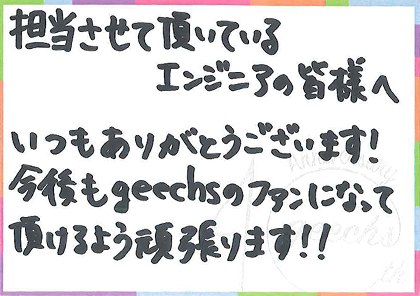 担当させて頂いている
エンジニアの皆様へ
いつもありがとうございます!
今後もgeechsのファンになって
頂けるよう頑張ります!!
Anniversary
geechs
th